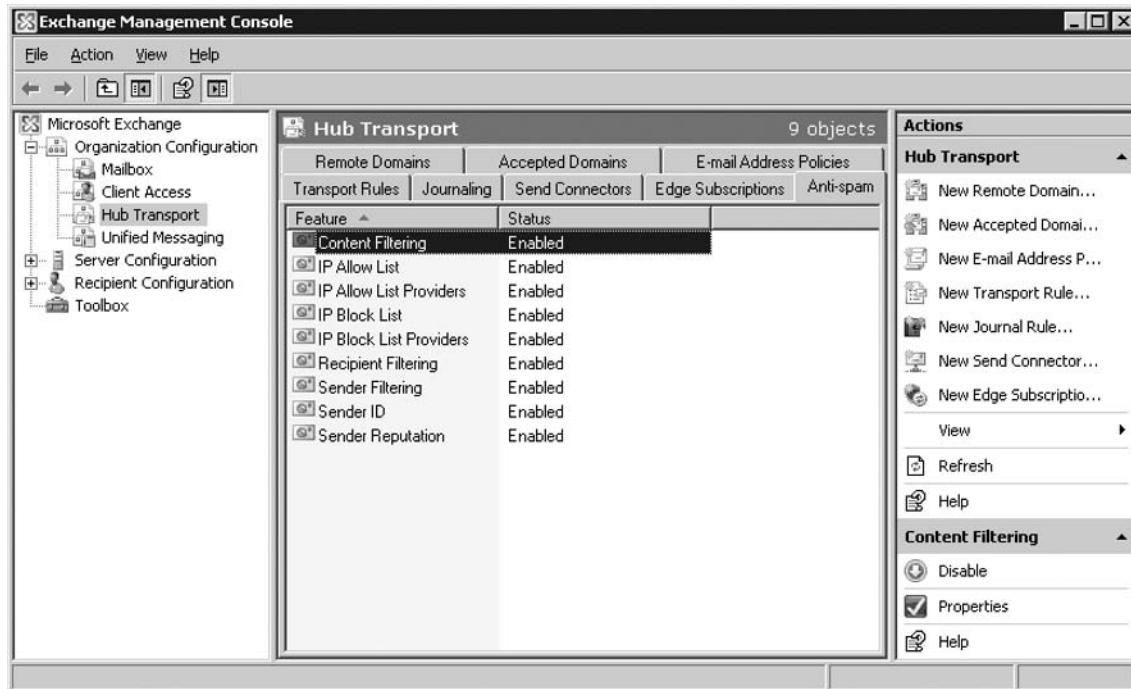 Exchange Management Console
File Action View Help
Microsoft Exchange
Organization Configuration
Mailbox
Client Access
Hub Transport
Unified Messaging
Server Configuration
Recipient Configuration
Toolbox
Hub Transport 9 objects
Remote Domains Accepted Domains E-mail Address Policies
Transport Rules Journaling Send Connectors Edge Subscriptions Anti-spam
Feature Status
Content Filtering Enabled
IP Allow List Enabled
IP Allow List Providers Enabled
IP Block List Enabled
IP Block List Providers Enabled
Recipient Filtering Enabled
Sender Filtering Enabled
Sender ID Enabled
Sender Reputation Enabled
Actions
Hub Transport
New Remote Domain...
New Accepted Domai...
New E-mail Address P...
New Transport Rule...
New Journal Rule...
New Send Connector...
New Edge Subscriptio...
View
Refresh
Help
Content Filtering
Disable
Properties
Help